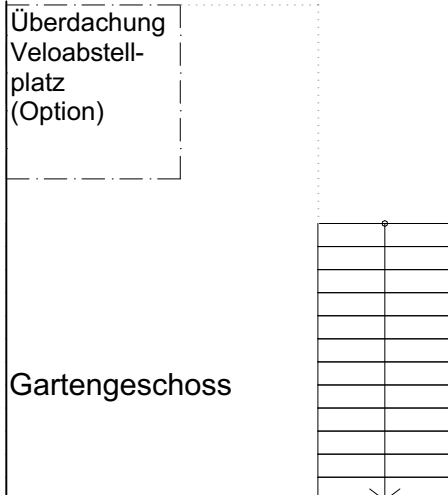 Überdachung
Veloabstell-
platz
(Option)
Gartengeschoss